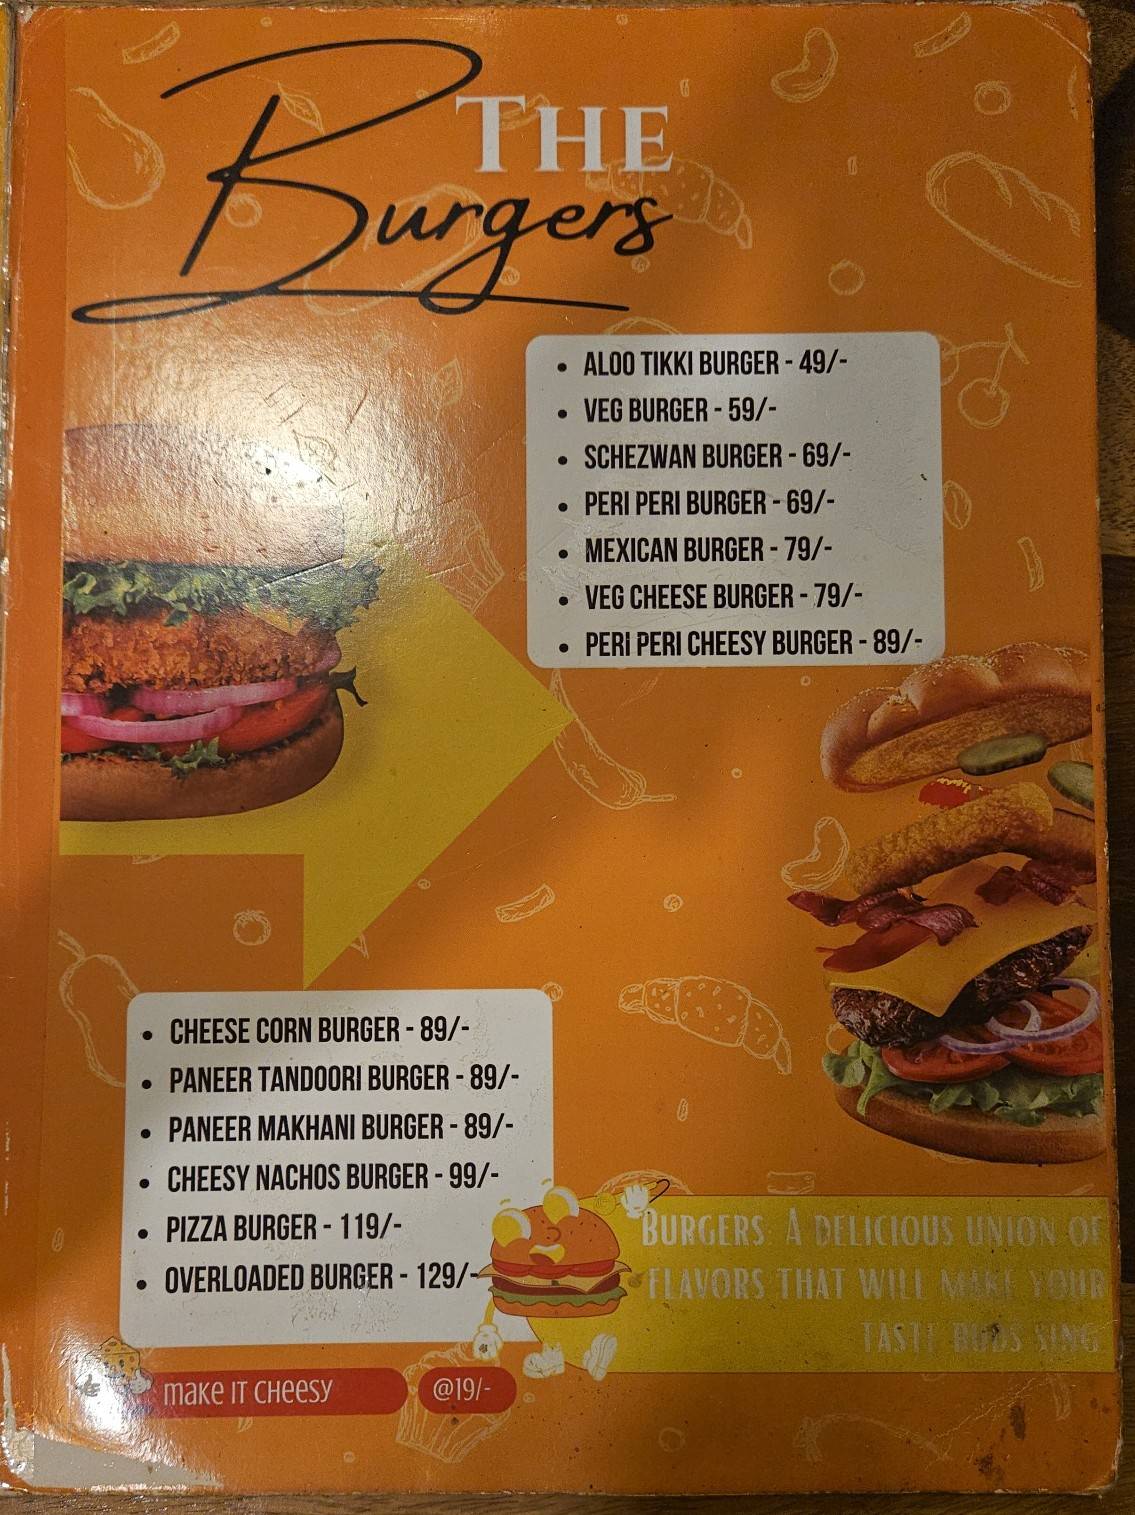 THE
Burgers
• ALOO TIKKI BURGER - 49/-
• VEG BURGER - 59/-
• SCHEZWAN BURGER - 69/-
• PERI PERI BURGER - 69/-
• MEXICAN BURGER - 79/-
• VEG CHEESE BURGER - 79/-
• PERI PERI CHEESY BURGER - 89/-
• CHEESE CORN BURGER - 89/-
• PANEER TANDOORI BURGER - 89/-
• PANEER MAKHANI BURGER - 89/-
• CHEESY NACHOS BURGER - 99/-
• PIZZA BURGER - 119/-
• OVERLOADED BURGER - 129/-
BURGERS: A DELICIOUS UNION OF
FLAVORS THAT WILL MAKE YOUR
TASTE BUDS SING.
make IT CHeesy @19/-